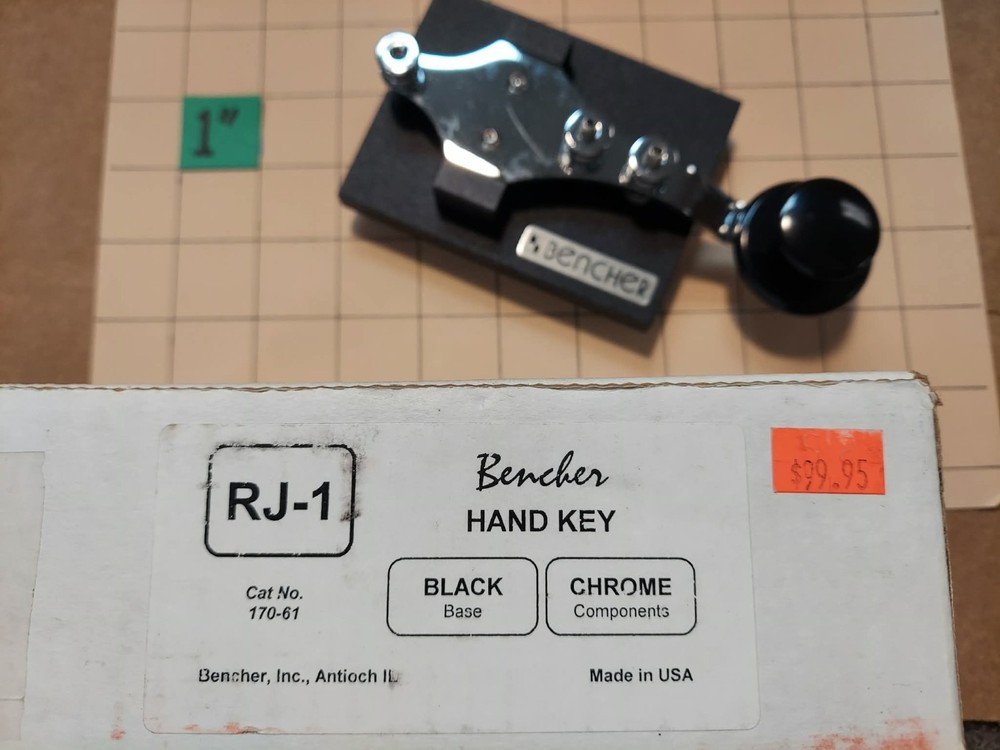 1"
BENCHER
RJ-1
Bencher
HAND KEY
$99.95
Cat No.
170-61
BLACK
Base
CHROME
Components
Bencher, Inc., Antioch IL
Made in USA